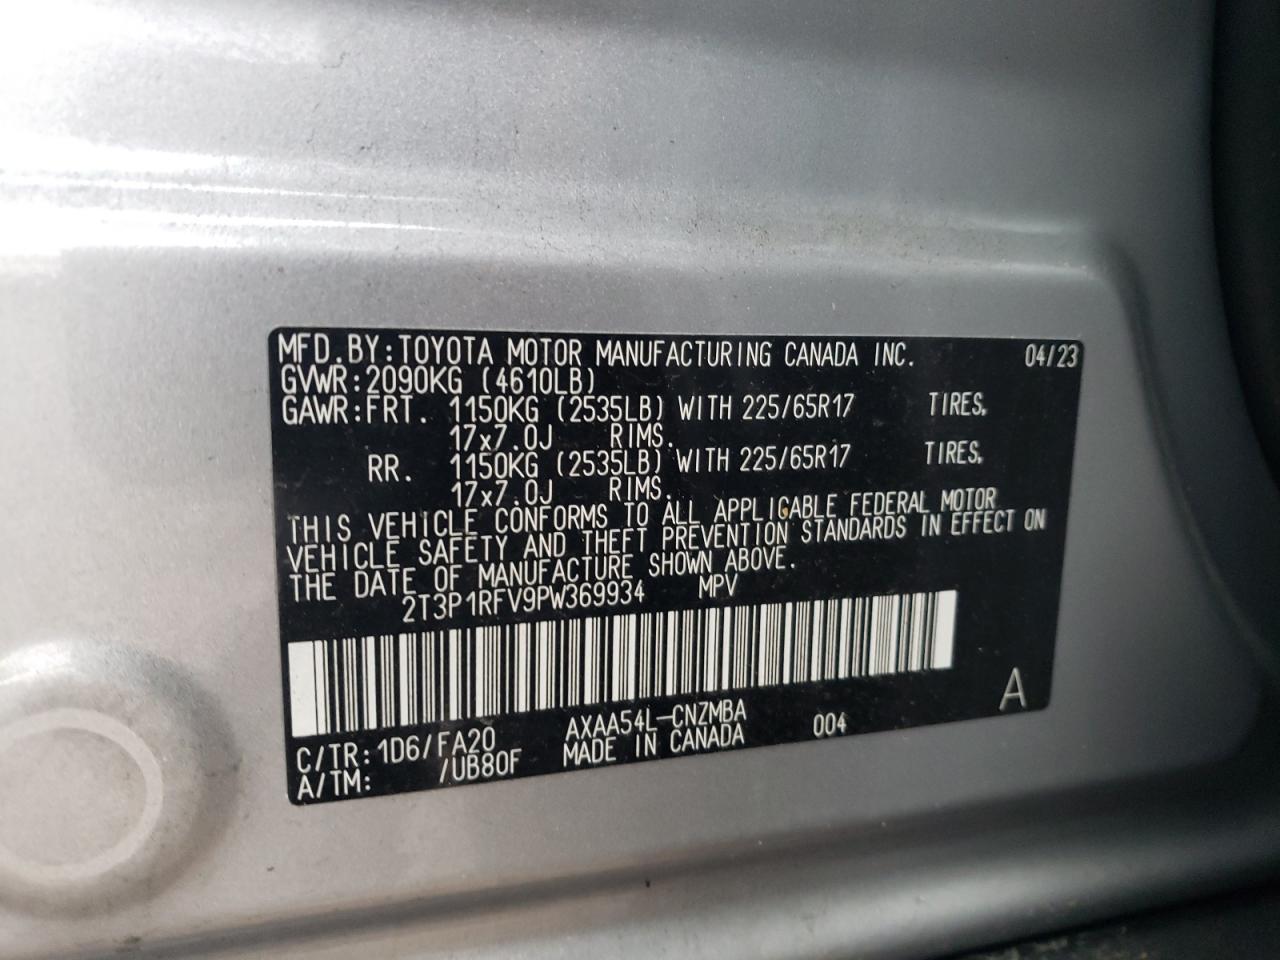 MFD.BY:TOYOTA MOTOR MANUFACTURING CANADA INC. 04/23
GVWR:2090KG (4610LB)
GAWR:FRT. 1150KG (2535LB) WITH 225/65R17 TIRES,
17x7.0J RIMS.
RR. 1150KG (2535LB) WITH 225/65R17 TIRES,
17x7.0J RIMS.
THIS VEHICLE CONFORMS TO ALL APPLICABLE FEDERAL MOTOR
VEHICLE SAFETY AND THEFT PREVENTION STANDARDS IN EFFECT ON
THE DATE OF MANUFACTURE SHOWN ABOVE.
2T3P1RFV9PW369934 MPV
A
C/TR:1D6/FA20 AXAA54L-CNZMBA 004
A/TM: /UB80F MADE IN CANADA